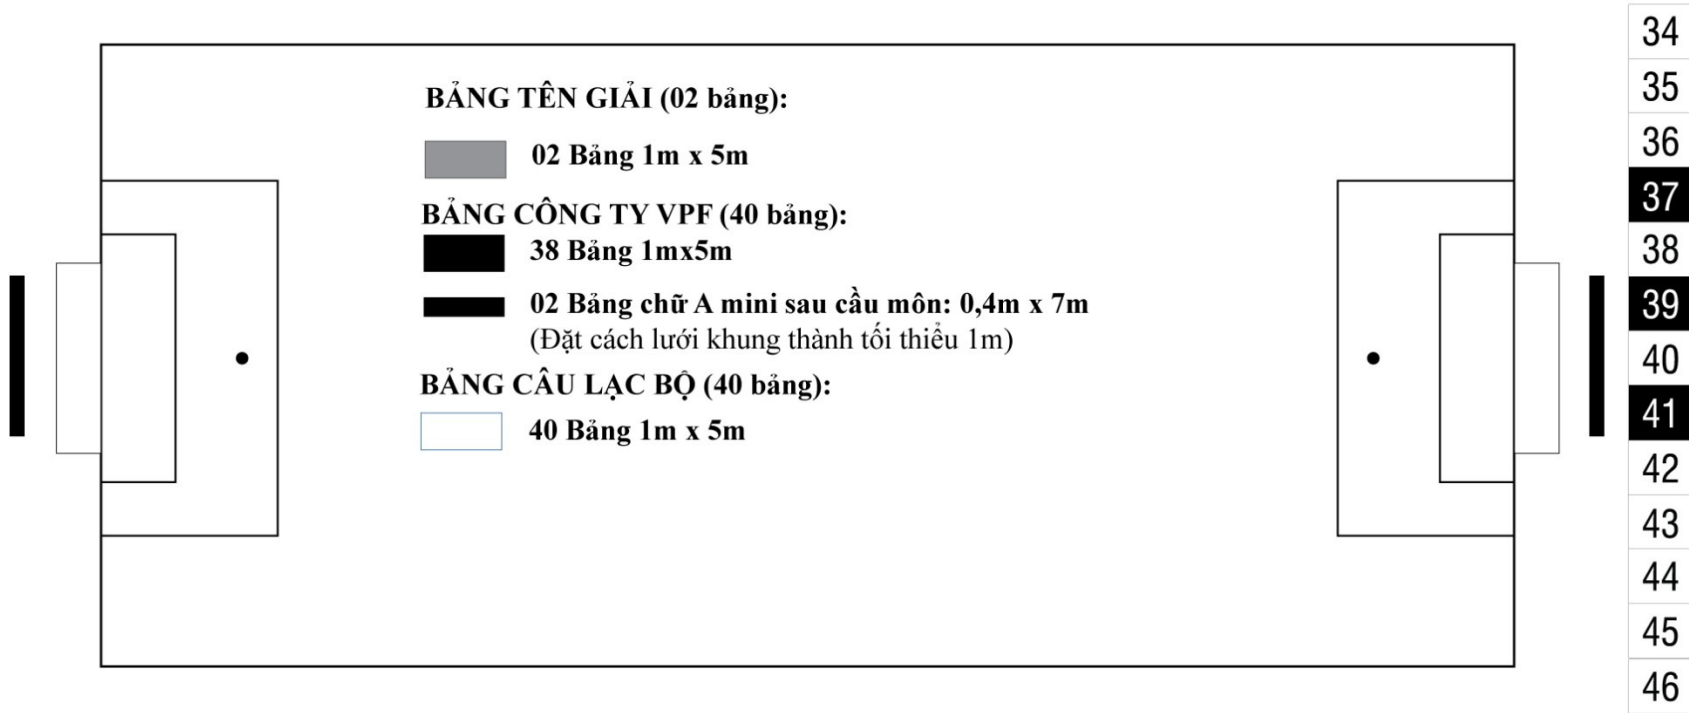 BẢNG TÊN GIẢI (02 bảng):
02 Bảng 1m x 5m
BẢNG CÔNG TY VPF (40 bảng):
38 Bảng 1mx5m
02 Bảng chữ A mini sau cầu môn: 0,4m x 7m
(Đặt cách lưới khung thành tối thiểu 1m)
BẢNG CÂU LẠC BỘ (40 bảng):
40 Bảng 1m x 5m
34
35
36
37
38
39
40
41
42
43
44
45
46